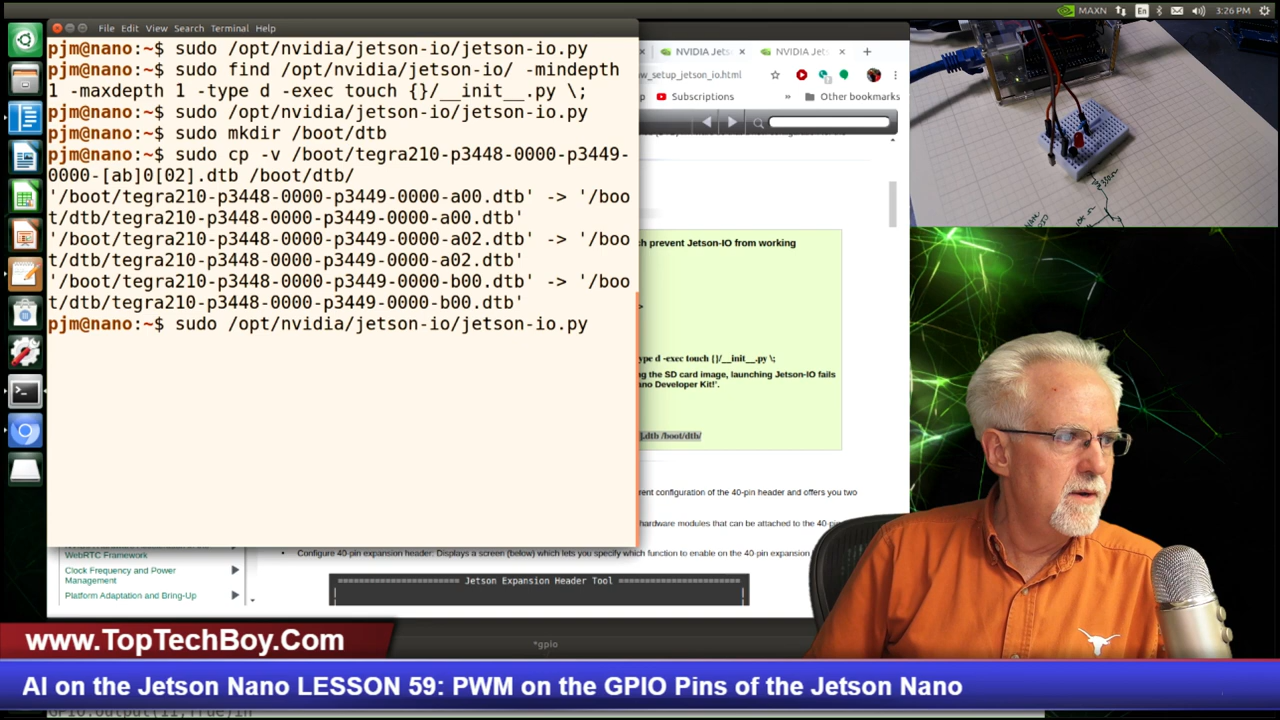 File Edit View Search Terminal Help
MAXN En 3:26 PM
pjm@nano:~$ sudo /opt/nvidia/jetson-io/jetson-io.py
pjm@nano:~$ sudo find /opt/nvidia/jetson-io/ -mindepth
1 -maxdepth 1 -type d -exec touch {}/__init__.py \;
pjm@nano:~$ sudo /opt/nvidia/jetson-io/jetson-io.py
pjm@nano:~$ sudo mkdir /boot/dtb
pjm@nano:~$ sudo cp -v /boot/tegra210-p3448-0000-p3449-
0000-[ab]0[02].dtb /boot/dtb/
'/boot/tegra210-p3448-0000-p3449-0000-a00.dtb' -> '/boo
t/dtb/tegra210-p3448-0000-p3449-0000-a00.dtb'
'/boot/tegra210-p3448-0000-p3449-0000-a02.dtb' -> '/boo
t/dtb/tegra210-p3448-0000-p3449-0000-a02.dtb'
'/boot/tegra210-p3448-0000-p3449-0000-b00.dtb' -> '/boo
t/dtb/tegra210-p3448-0000-p3449-0000-b00.dtb'
pjm@nano:~$ sudo /opt/nvidia/jetson-io/jetson-io.py
NVIDIA Jets
NVIDIA Jets
w_setup_jetson_io.html
Subscriptions » Other bookmarks
ch prevent Jetson-IO from working
ype d -exec touch {}/__init__.py \;
ng the SD card image, launching Jetson-IO fails
ano Developer Kit!'.
].dtb /boot/dtb/
rent configuration of the 40-pin header and offers you two
hardware modules that can be attached to the 40-pin
Configure 40-pin expansion header: Displays a screen (below) which lets you specify which function to enable on the 40-pin expansion
WebRTC Framework
Clock Frequency and Power
Management
Platform Adaptation and Bring-Up
====================== Jetson Expansion Header Tool ======================
*gpio
www.TopTechBoy.Com
AI on the Jetson Nano LESSON 59: PWM on the GPIO Pins of the Jetson Nano